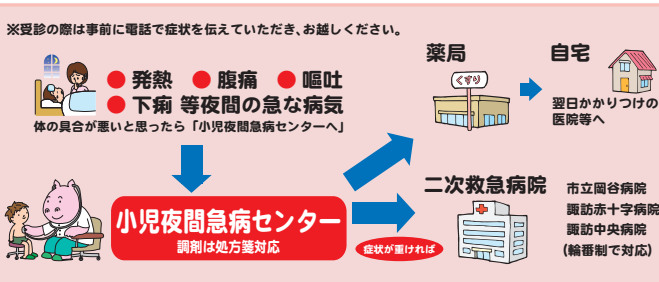 ※受診の際は事前に電話で症状を伝えていただき、お越しください。
● 発熱 ● 腹痛 ● 嘔吐
● 下痢 等夜間の急な病気
体の具合が悪いと思ったら「小児夜間急病センターへ」
小児夜間急病センター
調剤は処方箋対応
薬局
くすり
自宅
翌日かかりつけの
医院等へ
症状が重ければ
二次救急病院
市立岡谷病院
諏訪赤十字病院
諏訪中央病院
(輪番制で対応)